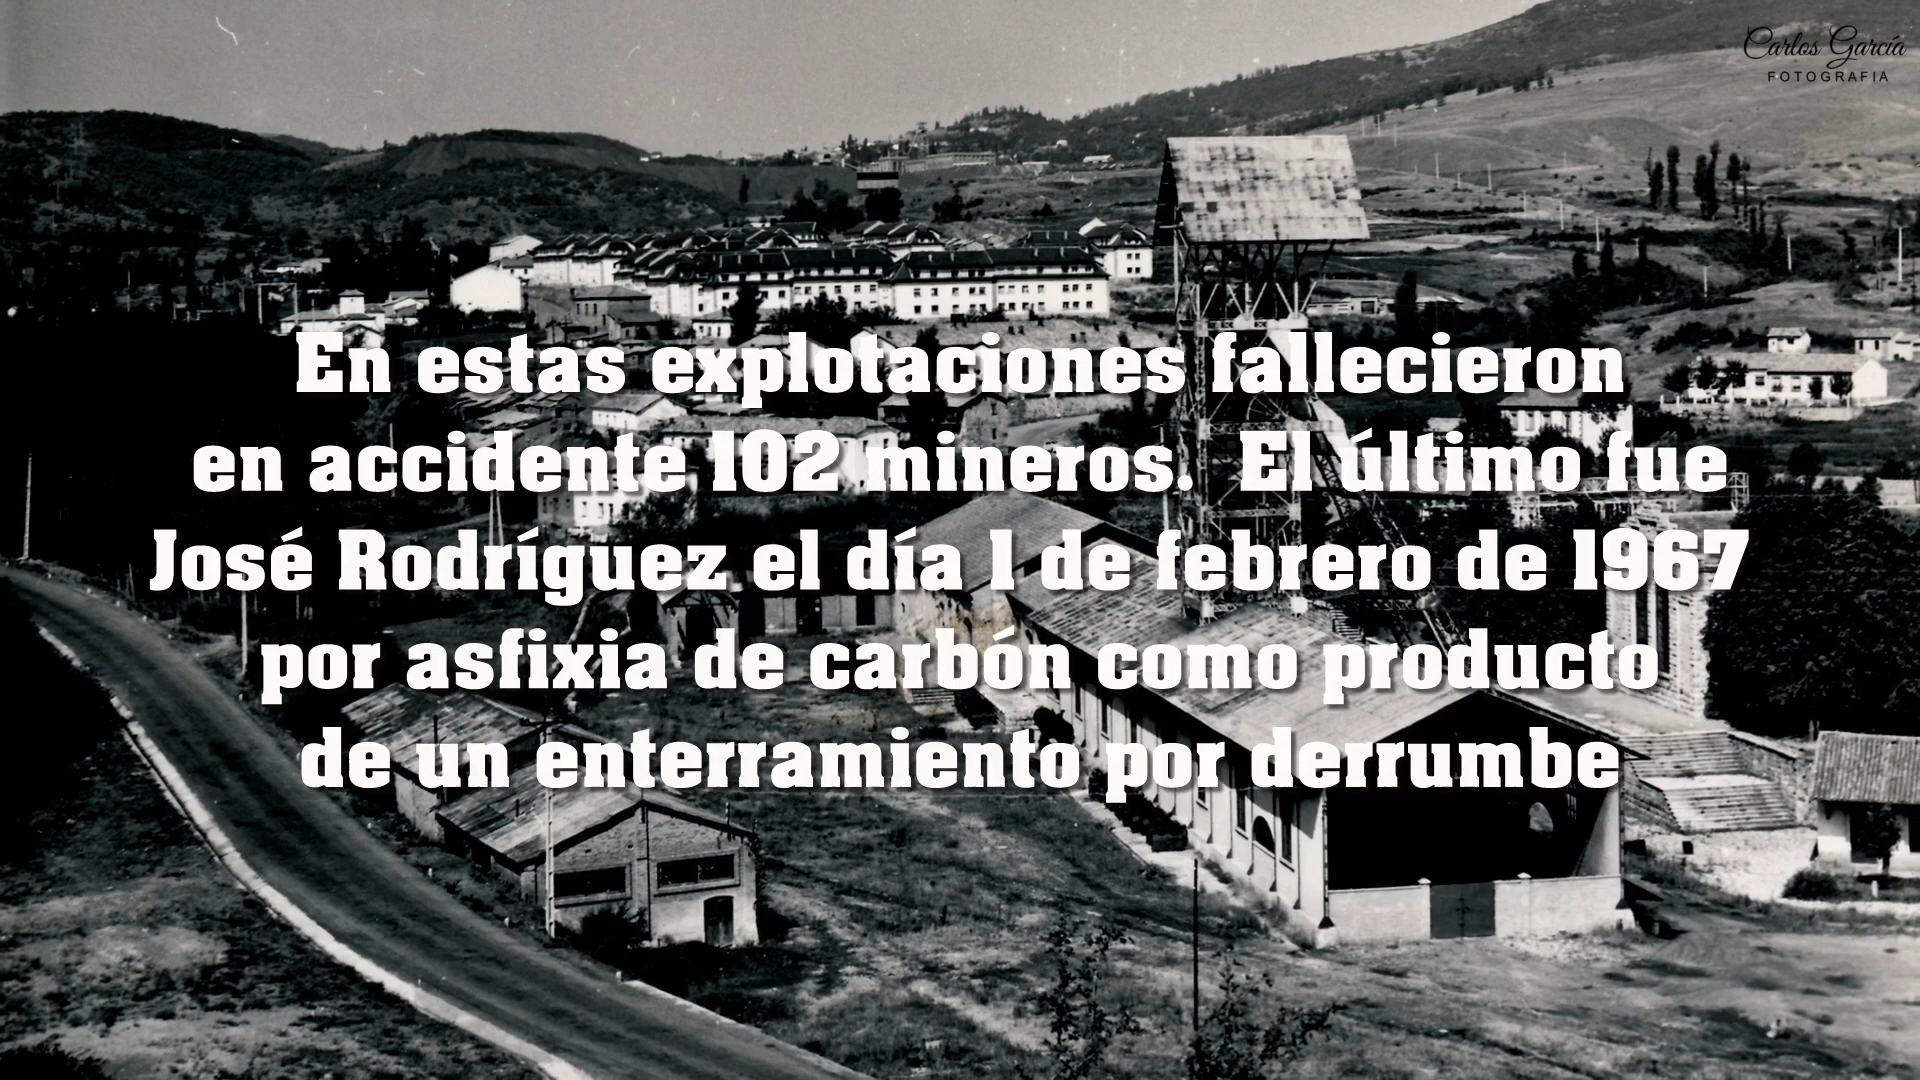 Carlos García
FOTOGRAFIA
En estas explotaciones fallecieron
en accidente 102 mineros. El último fue
José Rodríguez el día 1 de febrero de 1967
por asfixia de carbón como producto
de un enterramiento por derrumbe